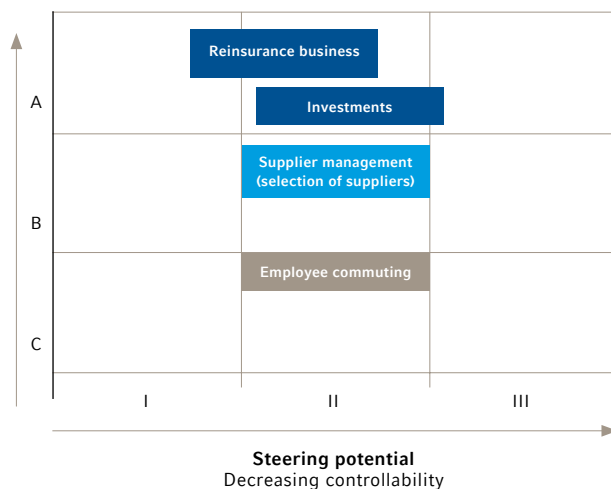 Reinsurance business
A
Investments
Supplier management
(selection of suppliers)
B
Employee commuting
C
I
II
III
Steering potential
Decreasing controllability